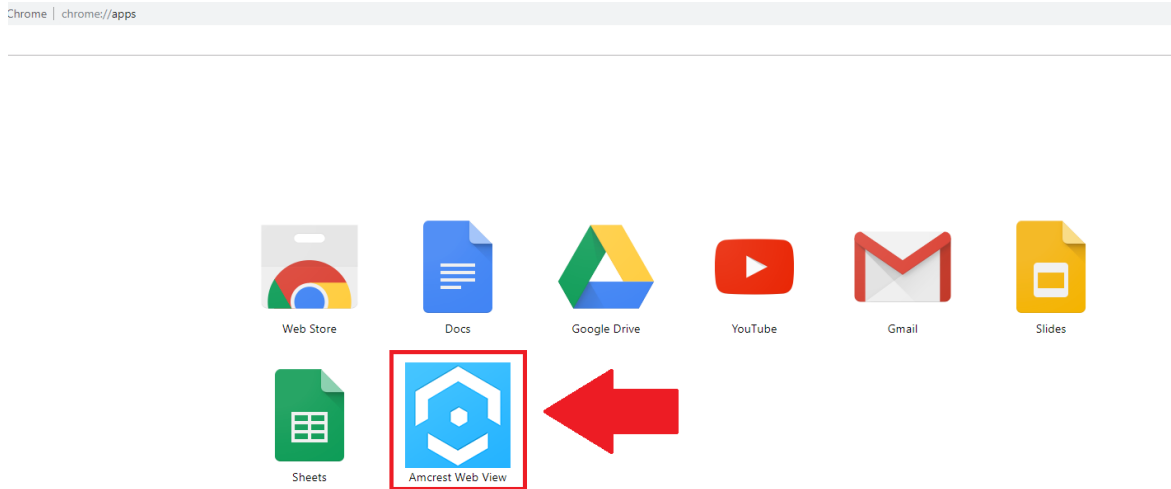 Chrome | chrome://apps
Web Store
Docs
Google Drive
YouTube
Gmail
Slides
Sheets
Amcrest Web View